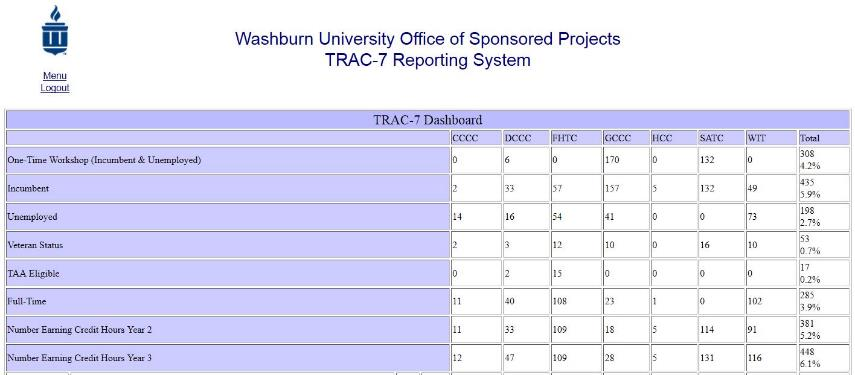 Washburn University Office of Sponsored Projects
TRAC-7 Reporting System
Menu
Logout
TRAC-7 Dashboard
CCCC DCCC FHTC GCCC HCC SATC WIT Total
One-Time Workshop (Incumbent & Unemployed) 0 6 0 170 0 132 0 308 4.2%
Incumbent 2 33 57 157 5 132 49 435 5.9%
Unemployed 14 16 54 41 0 0 73 198 2.7%
Veteran Status 2 3 12 10 0 16 10 53 0.7%
TAA Eligible 0 2 15 0 0 0 0 17 0.2%
Full-Time 11 40 108 23 1 0 102 285 3.9%
Number Earning Credit Hours Year 2 11 33 109 18 5 114 91 381 5.2%
Number Earning Credit Hours Year 3 12 47 109 28 5 131 116 448 6.1%